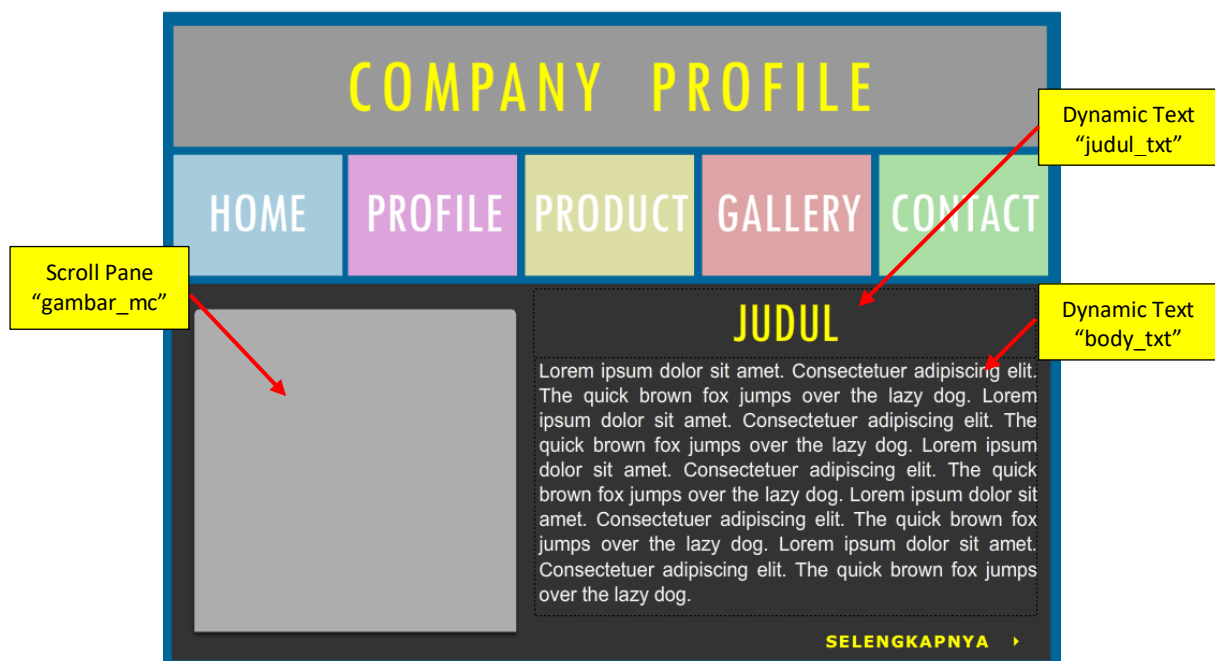 COMPANY PROFILE
Dynamic Text
“judul_txt”
HOME
PROFILE
PRODUCT
GALLERY
CONTACT
Scroll Pane
“gambar_mc”
Dynamic Text
“body_txt”
JUDUL
Lorem ipsum dolor sit amet. Consectetuer adipiscing elit.
The quick brown fox jumps over the lazy dog. Lorem
ipsum dolor sit amet. Consectetuer adipiscing elit. The
quick brown fox jumps over the lazy dog. Lorem ipsum
dolor sit amet. Consectetuer adipiscing elit. The quick
brown fox jumps over the lazy dog. Lorem ipsum dolor sit
amet. Consectetuer adipiscing elit. The quick brown fox
jumps over the lazy dog. Lorem ipsum dolor sit amet.
Consectetuer adipiscing elit. The quick brown fox jumps
over the lazy dog.
SELENGKAPNYA